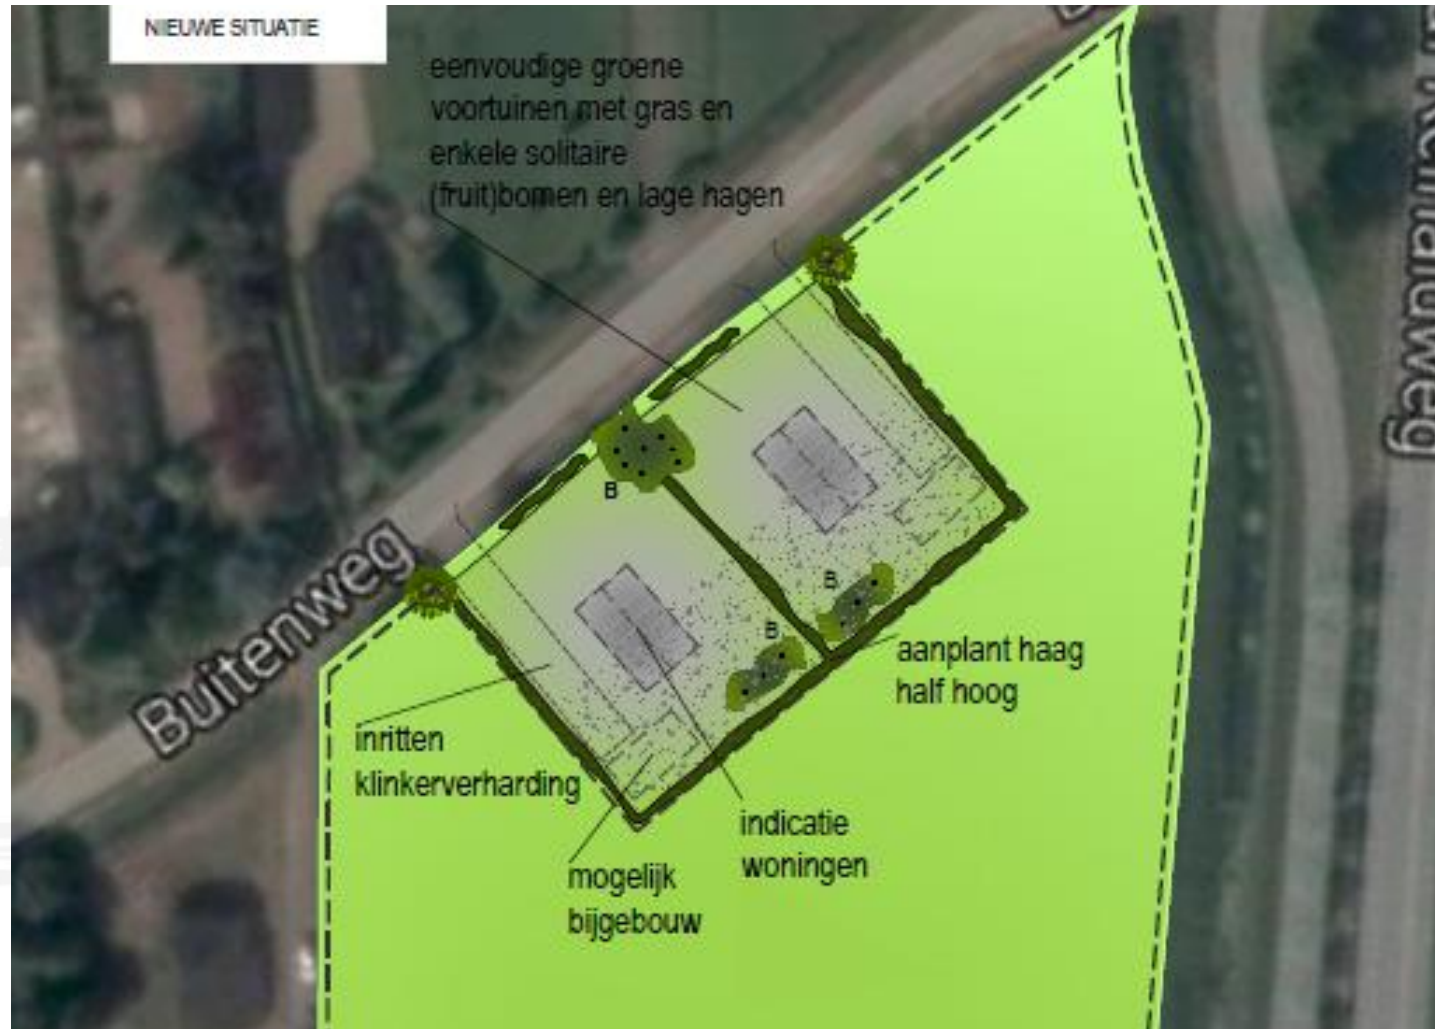 NIEUWE SITUATIE
eenvoudige groene
voortuinen met gras en
enkele solitaire
(fruit)bomen en lage hagen
B
B
B
Buitenweg
aanplant haag
half hoog
inritten
klinkerverharding
indicatie
woningen
mogelijk
bijgebouw